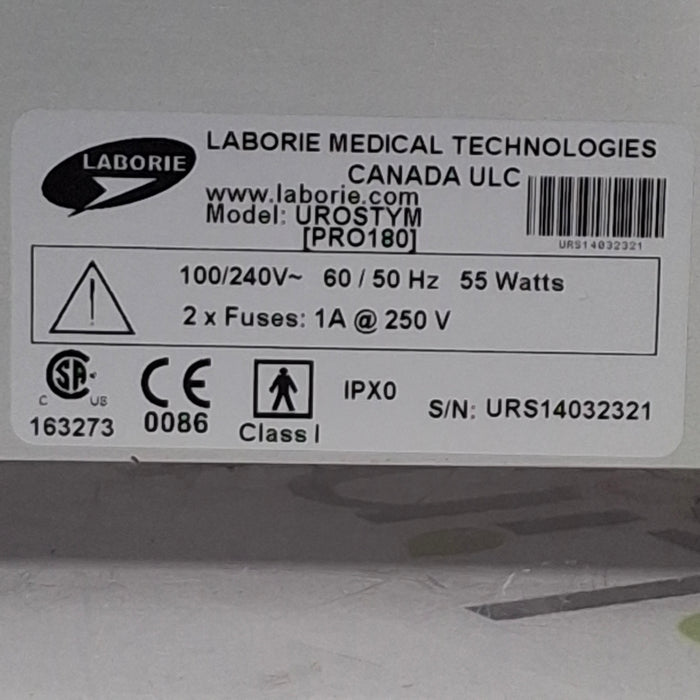 LABORIE
LABORIE MEDICAL TECHNOLOGIES
CANADA ULC
www.laborie.com
Model: UROSTYM
[PRO180]
URS14032321
100/240V~ 60 / 50 Hz 55 Watts
2 x Fuses: 1A @ 250 V
SA
C US
163273
CE
0086
Class I
IPX0
S/N: URS14032321